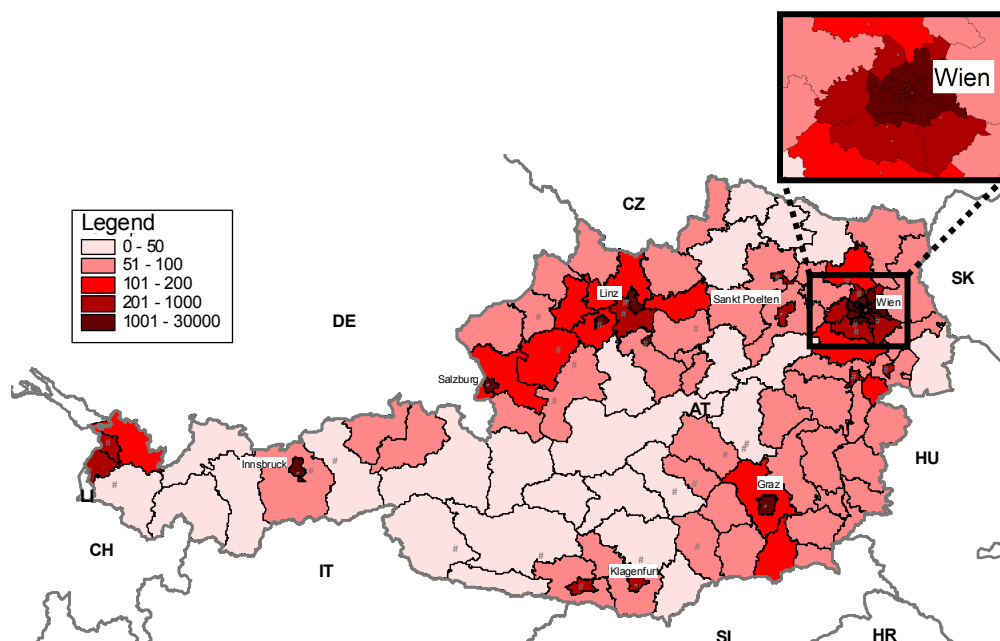 Wien
CZ
Legend
0 - 50
51 - 100
101 - 200
201 - 1000
1001 - 30000
SK
Linz
Sankt Poelten
Wien
DE
Salzburg
AT
HU
Innsbruck
Graz
LI
CH
IT
Klagenfurt
SI
HR